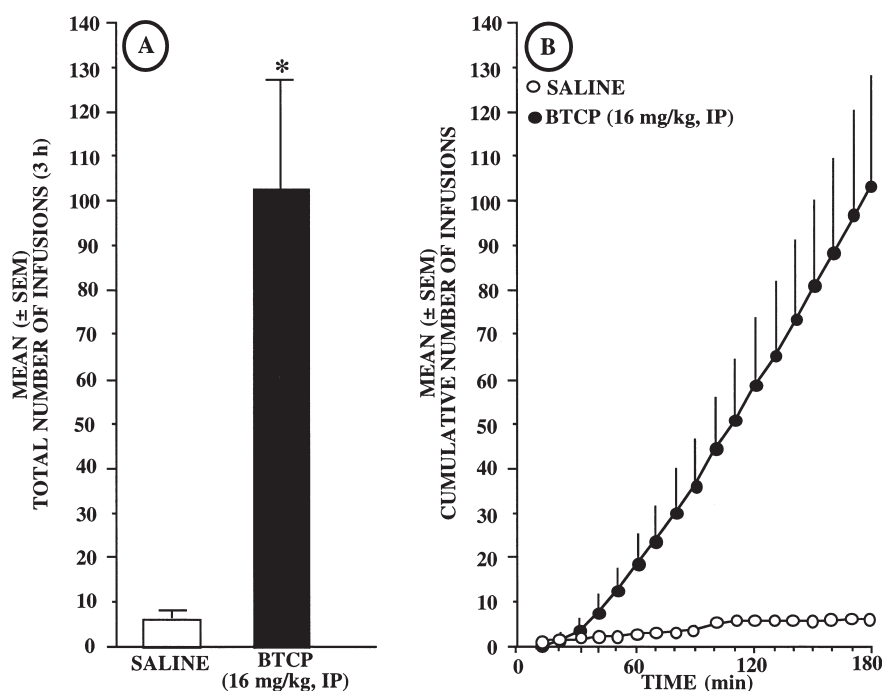 A
MEAN (± SEM)
TOTAL NUMBER OF INFUSIONS (3 h)
140
130
120
110
100
90
80
70
60
50
40
30
20
10
0
*
SALINE
BTCP
(16 mg/kg, IP)
B
SALINE
BTCP (16 mg/kg, IP)
MEAN (± SEM)
CUMULATIVE NUMBER OF INFUSIONS
140
130
120
110
100
90
80
70
60
50
40
30
20
10
0
0
60
120
180
TIME (min)